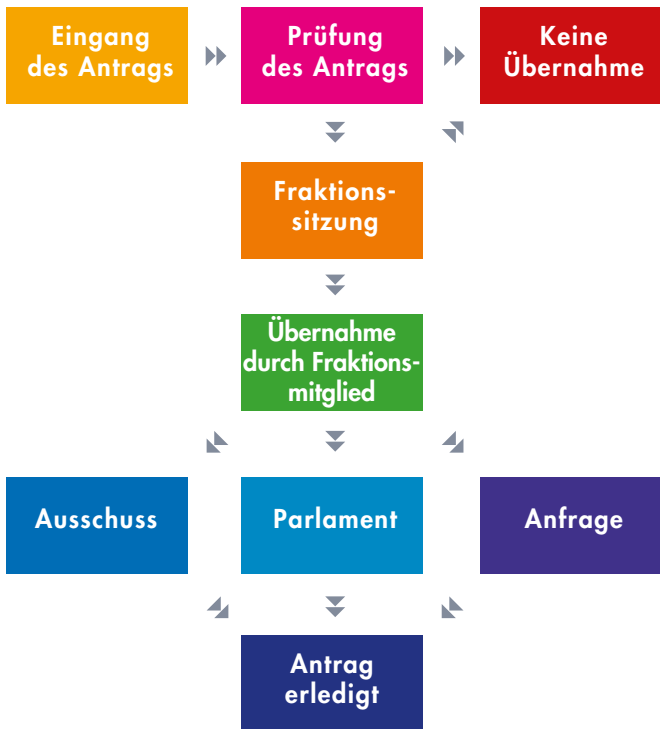 Eingang
des Antrags
Prüfung
des Antrags
Keine
Übernahme
Fraktions-
sitzung
Übernahme
durch Fraktions-
mitglied
Ausschuss
Parlament
Anfrage
Antrag
erledigt